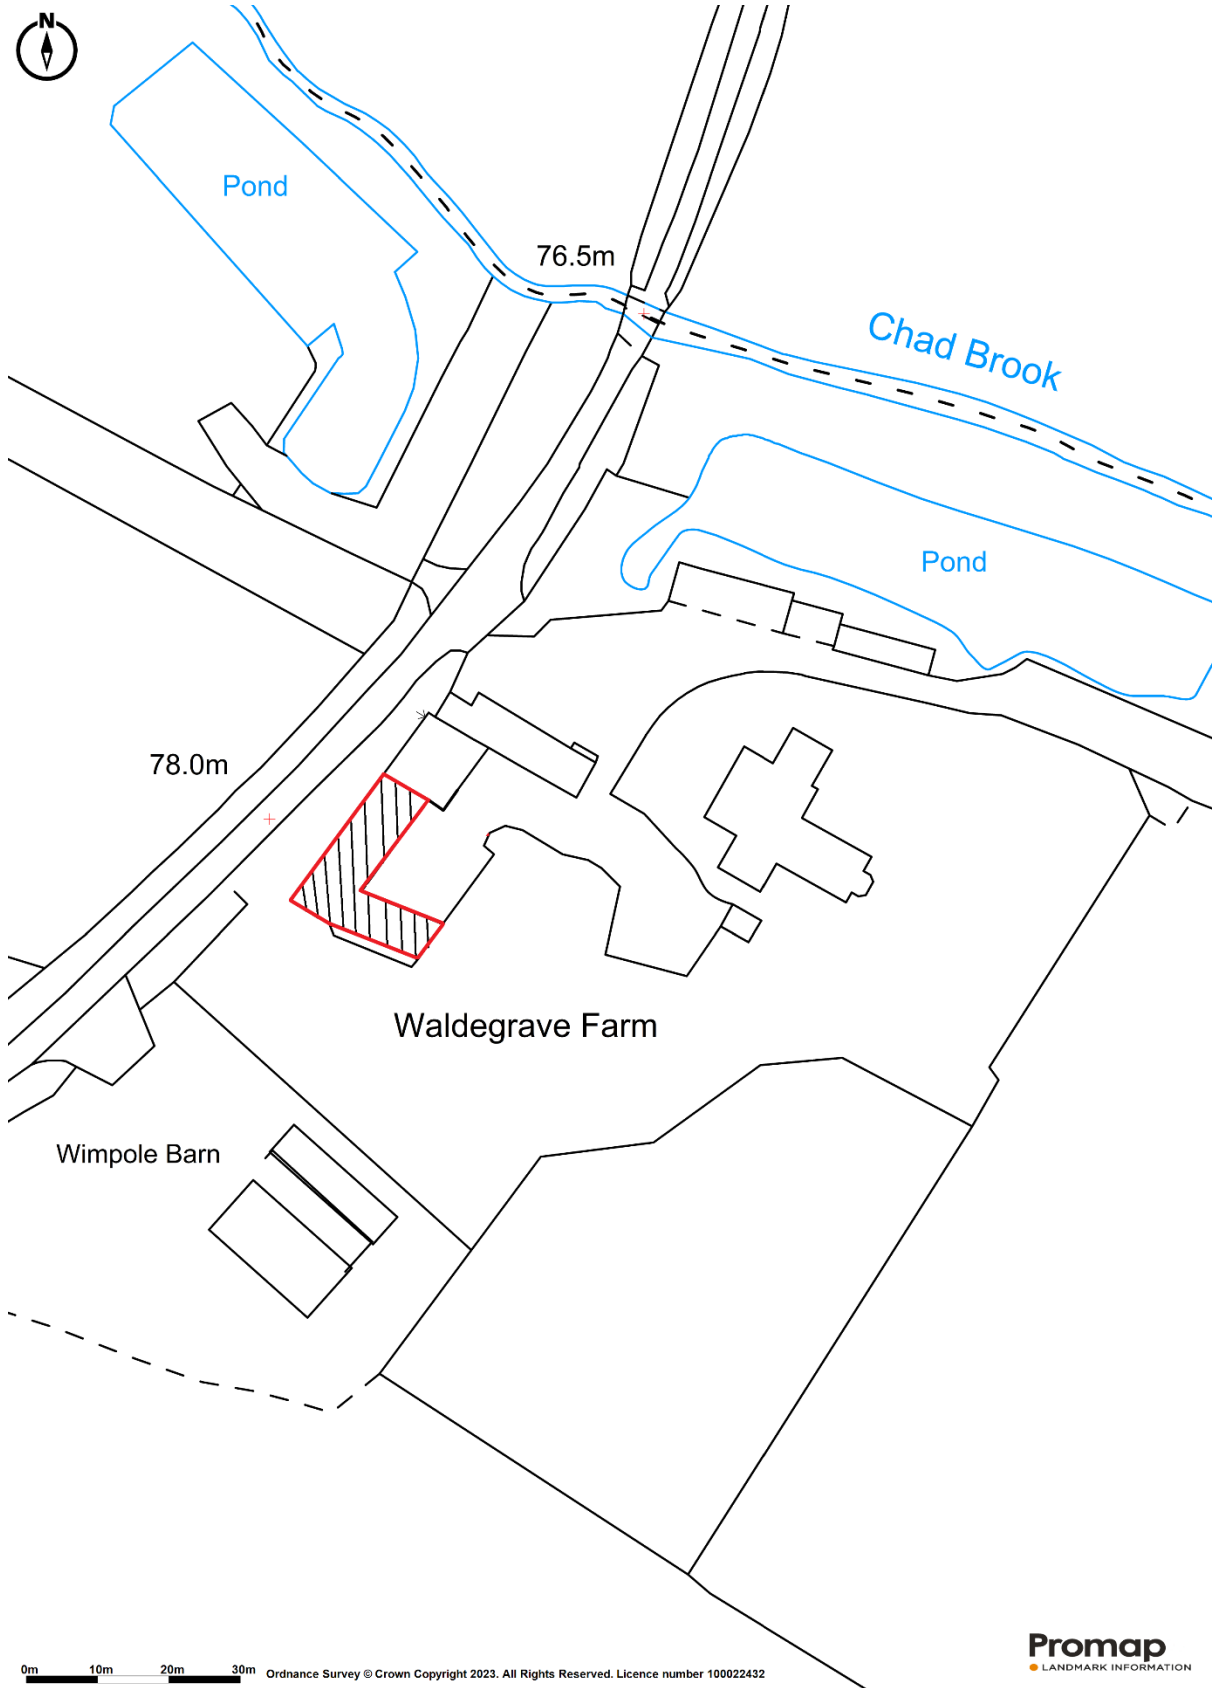 N
Pond
76.5m
Chad Brook
Pond
78.0m
Waldegrave Farm
Wimpole Barn
0m 10m 20m 30m
Ordnance Survey © Crown Copyright 2023. All Rights Reserved. Licence number 100022432
Promap
LANDMARK INFORMATION